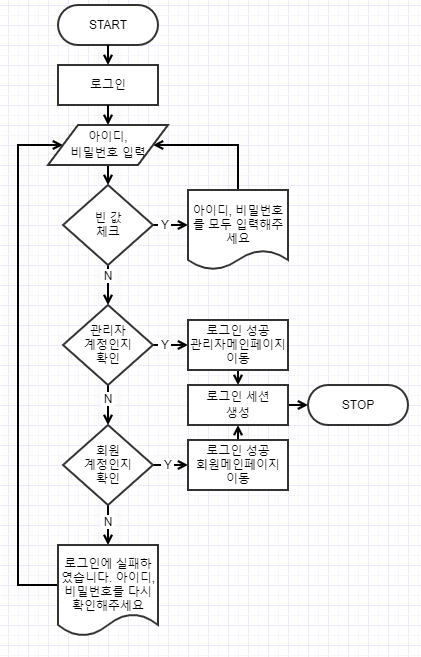 START
로그인
아이디,
비밀번호 입력
빈 값
체크
Y
아이디, 비밀번호
를 모두 입력해주
세요
N
관리자
계정인지
확인
Y
로그인 성공
관리자메인페이지
이동
로그인 세션
생성
STOP
N
회원
계정인지
확인
Y
로그인 성공
회원메인페이지
이동
N
로그인에 실패하
였습니다. 아이디,
비밀번호를 다시
확인해주세요